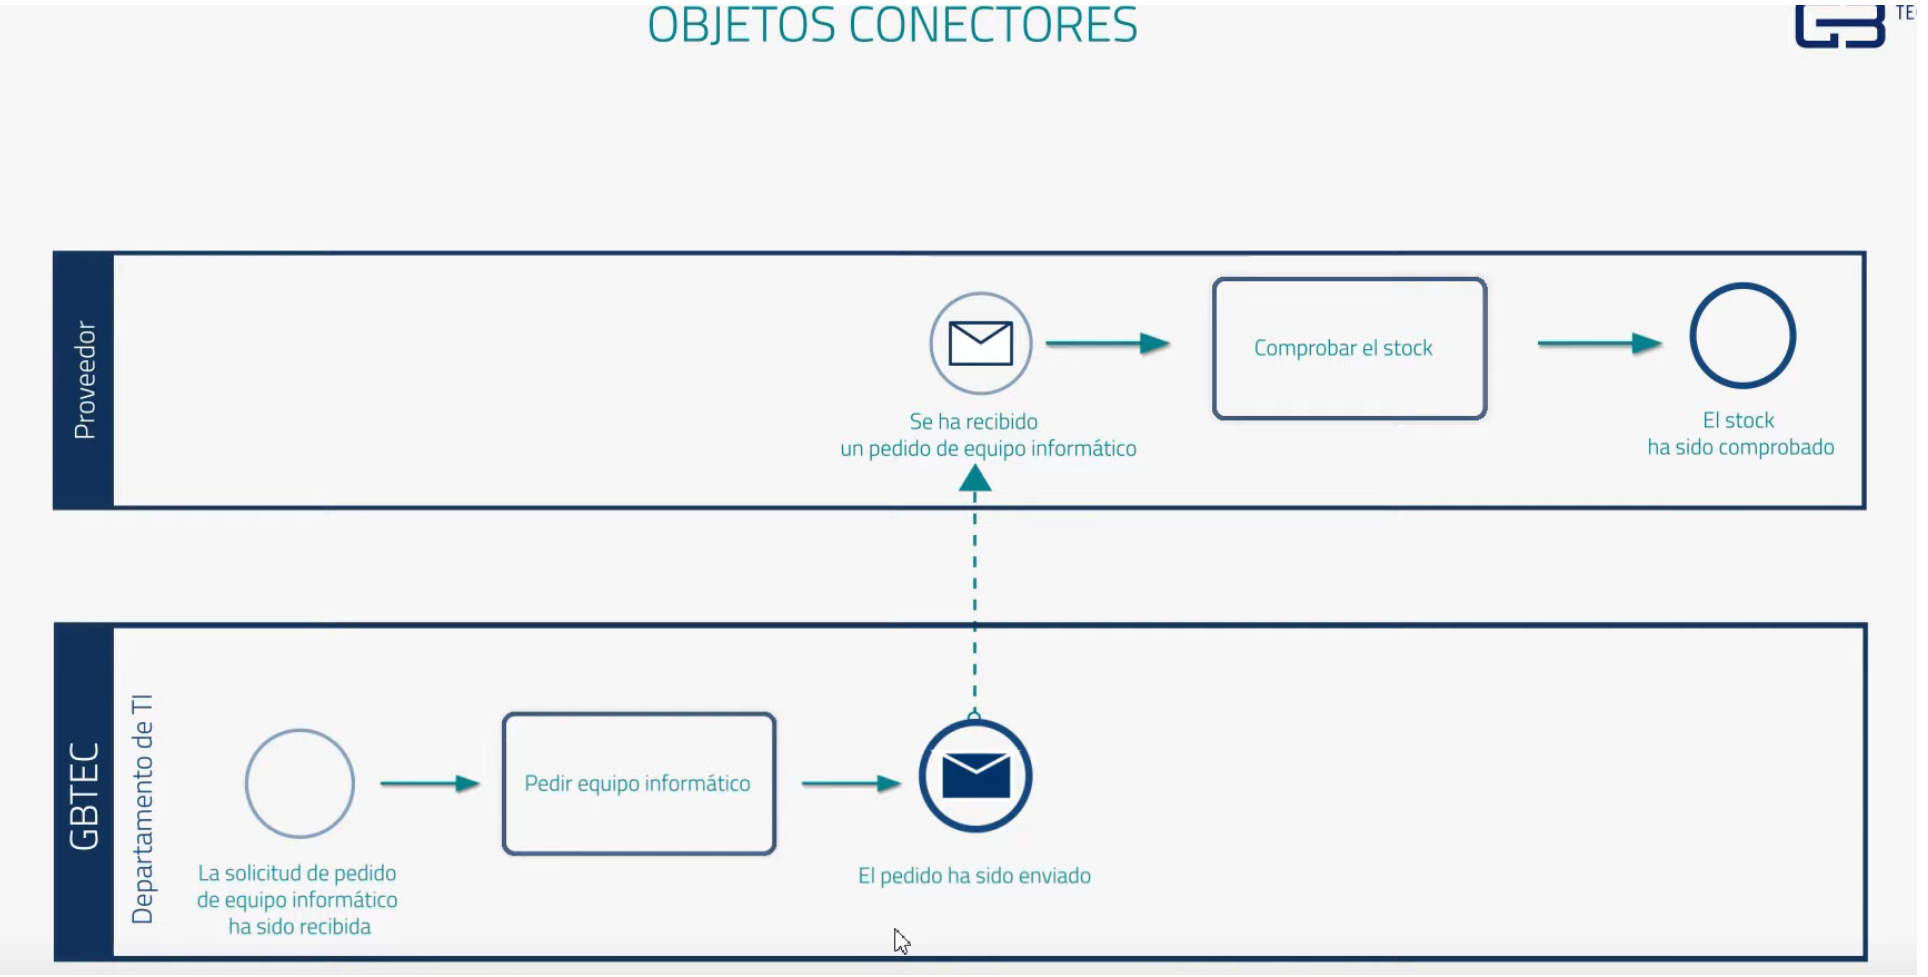 OBJETOS CONECTORES
Proveedor
Se ha recibido
un pedido de equipo informático
Comprobar el stock
El stock
ha sido comprobado
GBTEC
Departamento de TI
La solicitud de pedido
de equipo informático
ha sido recibida
Pedir equipo informático
El pedido ha sido enviado